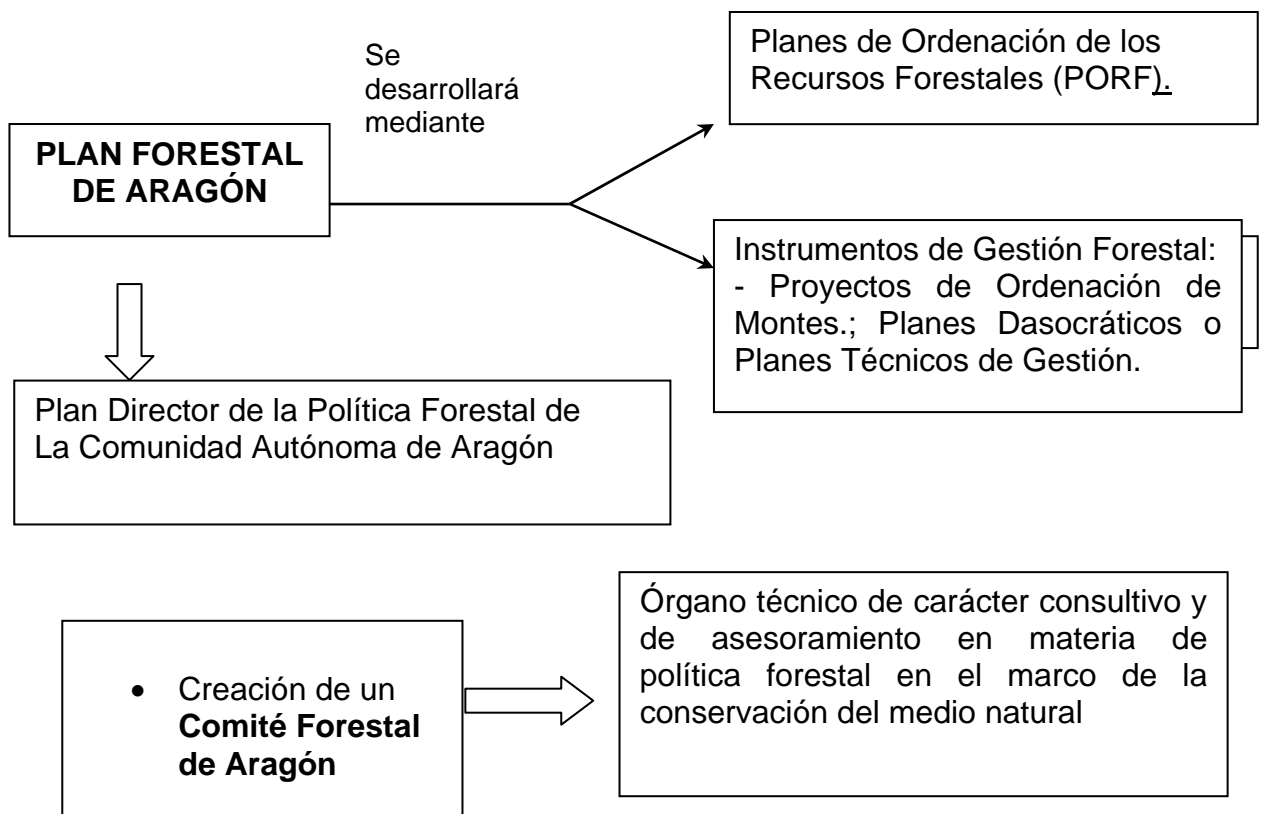 PLAN FORESTAL
DE ARAGÓN
Se
desarrollará
mediante
Planes de Ordenación de los
Recursos Forestales (PORF).
Instrumentos de Gestión Forestal:
- Proyectos de Ordenación de
Montes.; Planes Dasocráticos o
Planes Técnicos de Gestión.
Plan Director de la Política Forestal de
La Comunidad Autónoma de Aragón
• Creación de un
Comité Forestal
de Aragón
Órgano técnico de carácter consultivo y
de asesoramiento en materia de
política forestal en el marco de la
conservación del medio natural